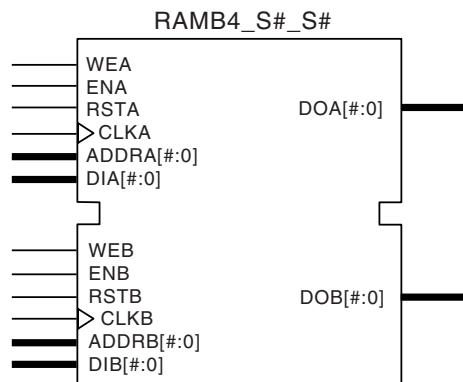 RAMB4_S#_S#
WEA
ENA
RSTA
DOA[#:0]
CLKA
ADDRA[#:0]
DIA[#:0]
WEB
ENB
RSTB
DOB[#:0]
CLKB
ADDRB[#:0]
DIB[#:0]